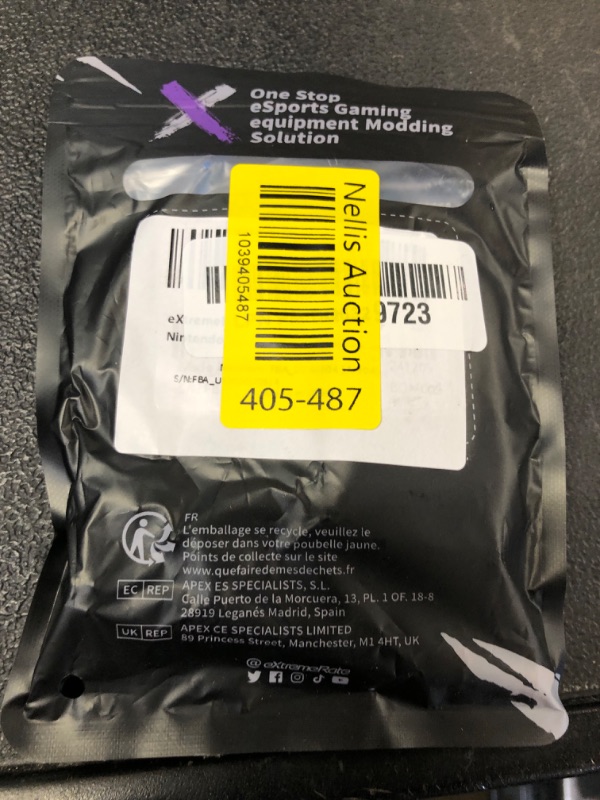 One Stop
eSports Gaming
equipment Modding
Solution
Nellis Auction
1039405487
405-487
9723
eXtremeR
Nintendo
S/N:FBA_U
FR
L'emballage se recycle, veuillez le
déposer dans votre poubelle jaune.
Points de collecte sur le site
www.quefairedemesdechets.fr
EC REP
APEX ES SPECIALISTS, S.L.
Calle Puerto de la Morcuera, 13, PL. 1 OF. 18-8
28919 Leganés Madrid, Spain
UK REP
APEX CE SPECIALISTS LIMITED
89 Princess Street, Manchester, M1 4HT, UK
@eXtremeRate